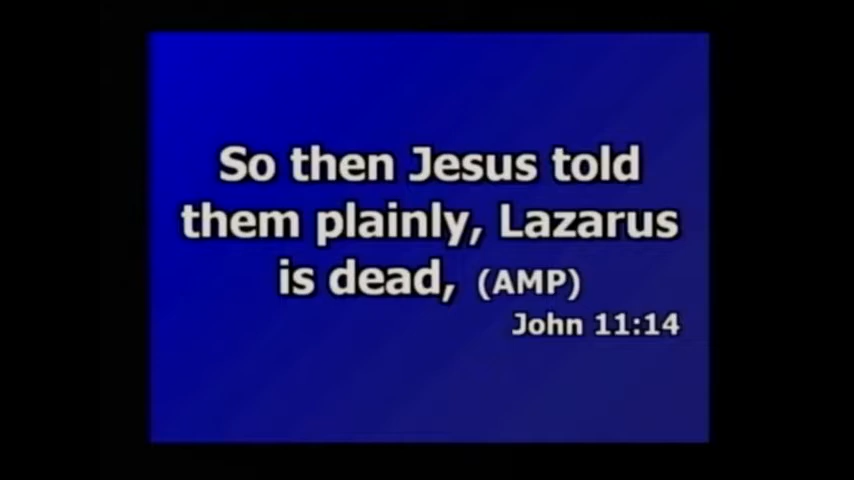 So then Jesus told
them plainly, Lazarus
is dead, (AMP)
John 11:14